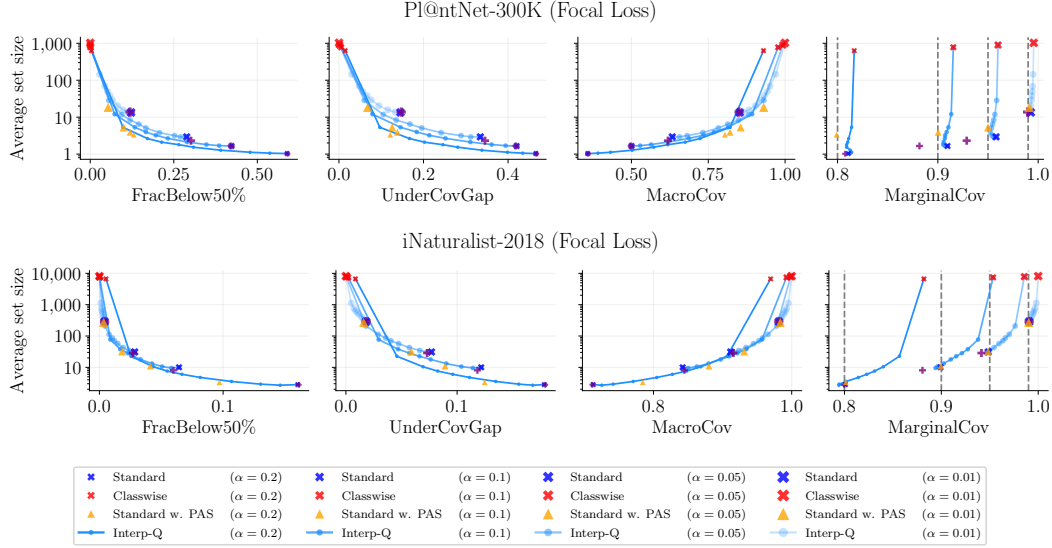 Pl@ntNet-300K (Focal Loss)
Average set size
1,000
100
10
1
0.00 0.25 0.50
FracBelow50%
0.0 0.2 0.4
UnderCovGap
0.50 0.75 1.00
MacroCov
0.8 0.9 1.0
MarginalCov
iNaturalist-2018 (Focal Loss)
Average set size
10,000
1,000
100
10
0.0 0.1
FracBelow50%
0.0 0.1
UnderCovGap
0.8 1.0
MacroCov
0.8 0.9 1.0
MarginalCov
Standard (α = 0.2) Standard (α = 0.1) Standard (α = 0.05) Standard (α = 0.01)
Classwise (α = 0.2) Classwise (α = 0.1) Classwise (α = 0.05) Classwise (α = 0.01)
Standard w. PAS (α = 0.2) Standard w. PAS (α = 0.1) Standard w. PAS (α = 0.05) Standard w. PAS (α = 0.01)
Interp-Q (α = 0.2) Interp-Q (α = 0.1) Interp-Q (α = 0.05) Interp-Q (α = 0.01)